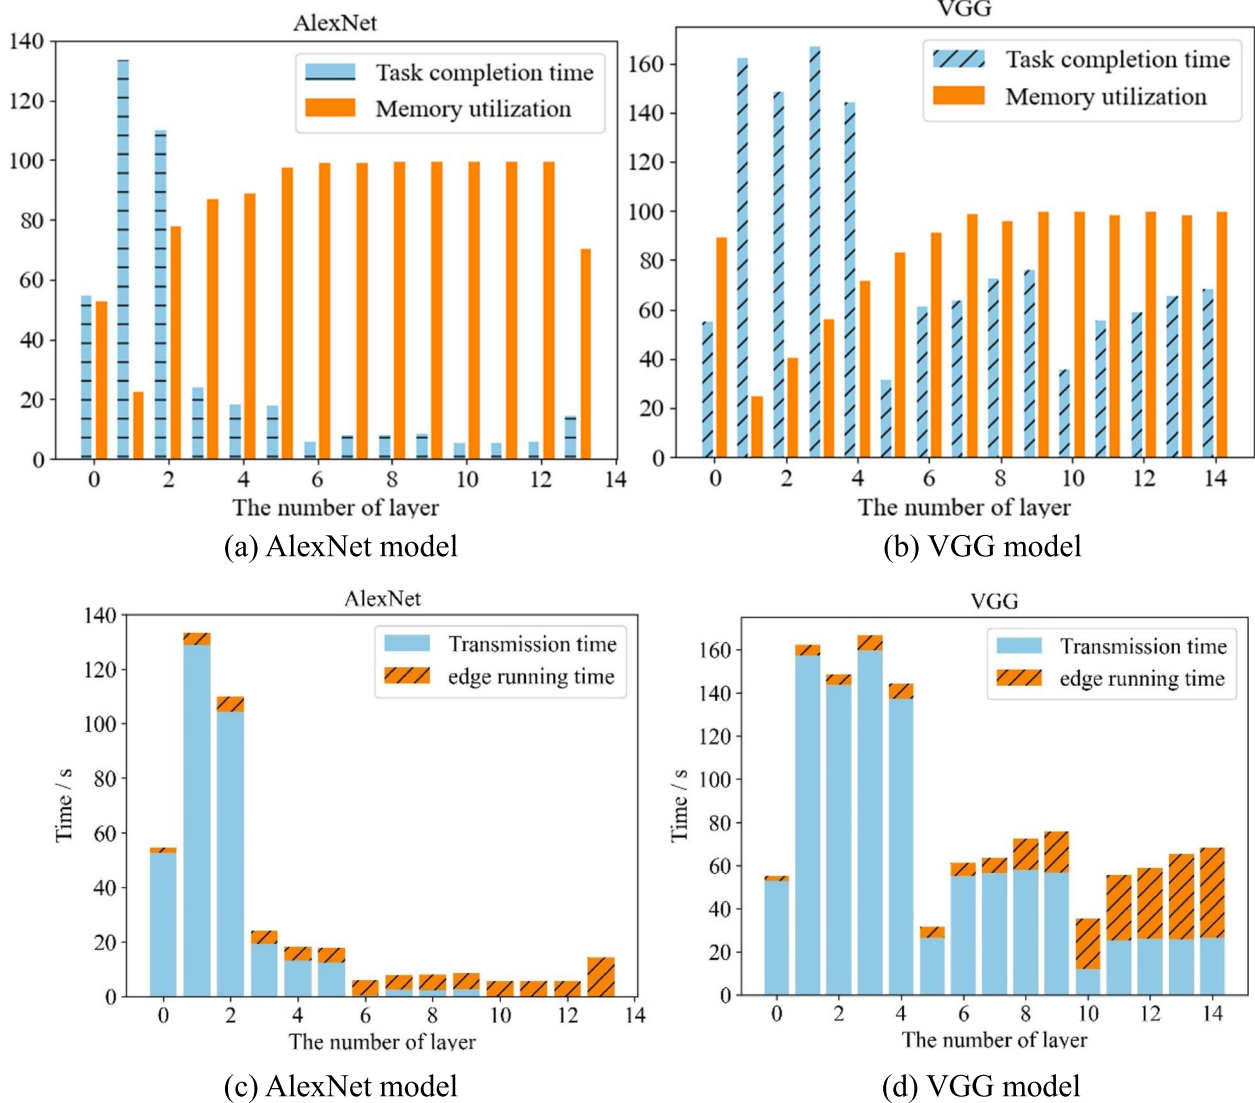 AlexNet
140
120
100
80
60
40
20
0
Task completion time
Memory utilization
0 2 4 6 8 10 12 14
The number of layer
(a) AlexNet model
VGG
160
140
120
100
80
60
40
20
0
Task completion time
Memory utilization
0 2 4 6 8 10 12 14
The number of layer
(b) VGG model
AlexNet
140
120
100
80
60
40
20
0
Time / s
Transmission time
edge running time
0 2 4 6 8 10 12 14
The number of layer
(c) AlexNet model
VGG
160
140
120
100
80
60
40
20
0
Time / s
Transmission time
edge running time
0 2 4 6 8 10 12 14
The number of layer
(d) VGG model